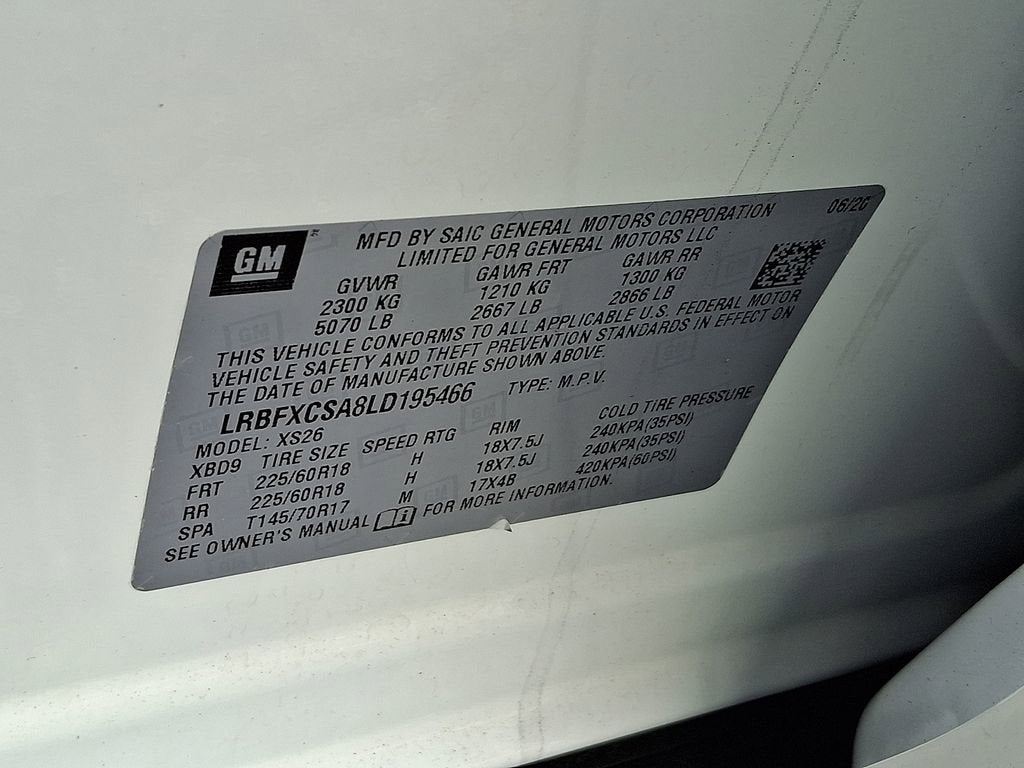 GM
MFD BY SAIC GENERAL MOTORS CORPORATION
LIMITED FOR GENERAL MOTORS LLC
06/20
GVWR GAWR FRT GAWR RR
2300 KG 1210 KG 1300 KG
5070 LB 2667 LB 2866 LB
THIS VEHICLE CONFORMS TO ALL APPLICABLE U.S. FEDERAL MOTOR
VEHICLE SAFETY AND THEFT PREVENTION STANDARDS IN EFFECT ON
THE DATE OF MANUFACTURE SHOWN ABOVE.
LRBFXCSA8LD195466 TYPE: M.P.V.
MODEL: XS26
XBD9 TIRE SIZE SPEED RTG RIM COLD TIRE PRESSURE
FRT 225/60R18 H 18X7.5J 240KPA(35PSI)
RR 225/60R18 H 18X7.5J 240KPA(35PSI)
SPA T145/70R17 M 17X4B 420KPA(60PSI)
SEE OWNER'S MANUAL FOR MORE INFORMATION.